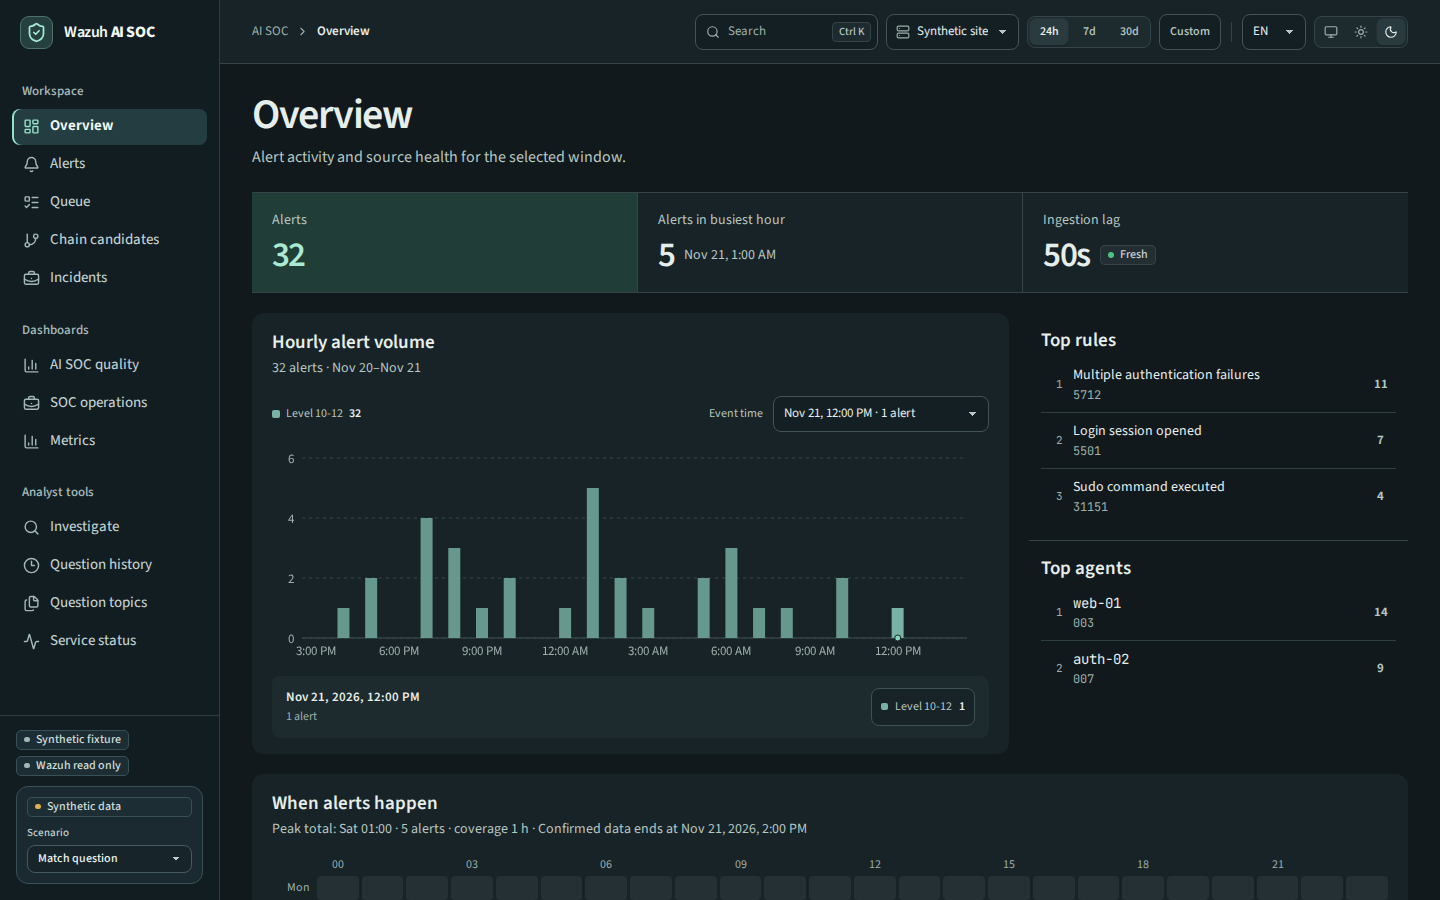 Wazuh AI SOC
Workspace
Overview
Alerts
Queue
Chain candidates
Incidents
Dashboards
AI SOC quality
SOC operations
Metrics
Analyst tools
Investigate
Question history
Question topics
Service status
Synthetic fixture
Wazuh read only
Synthetic data
Scenario
Match question
AI SOC > Overview
Search Ctrl K
Synthetic site
24h 7d 30d
Custom
EN
Overview
Alert activity and source health for the selected window.
Alerts
32
Alerts in busiest hour
5 Nov 21, 1:00 AM
Ingestion lag
50s Fresh
Hourly alert volume
32 alerts · Nov 20–Nov 21
Level 10-12 32
Event time Nov 21, 12:00 PM · 1 alert
6
4
2
0
3:00 PM 6:00 PM 9:00 PM 12:00 AM 3:00 AM 6:00 AM 9:00 AM 12:00 PM
Nov 21, 2026, 12:00 PM
1 alert
Level 10-12 1
Top rules
1 Multiple authentication failures 11
5712
2 Login session opened 7
5501
3 Sudo command executed 4
31151
Top agents
1 web-01 14
003
2 auth-02 9
007
When alerts happen
Peak total: Sat 01:00 · 5 alerts · coverage 1 h · Confirmed data ends at Nov 21, 2026, 2:00 PM
00 03 06 09 12 15 18 21
Mon